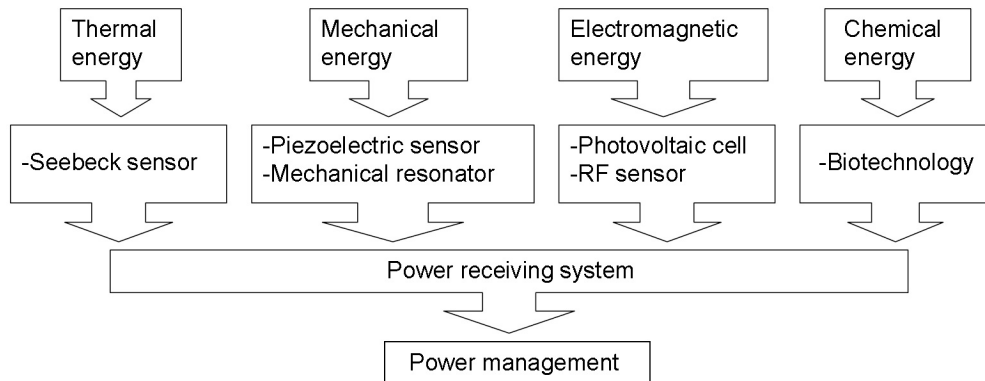 Thermal
energy
Mechanical
energy
Electromagnetic
energy
Chemical
energy
-Seebeck sensor
-Piezoelectric sensor
-Mechanical resonator
-Photovoltaic cell
-RF sensor
-Biotechnology
Power receiving system
Power management